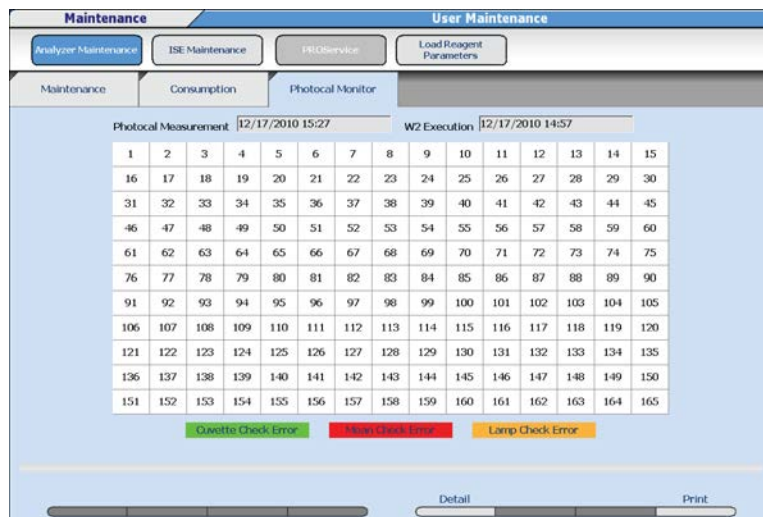 Maintenance User Maintenance
Analyzer Maintenance ISE Maintenance PROService Load Reagent
Parameters
Maintenance Consumption Photocal Monitor
Photocal Measurement 12/17/2010 15:27 W2 Execution 12/17/2010 14:57
1 2 3 4 5 6 7 8 9 10 11 12 13 14 15
16 17 18 19 20 21 22 23 24 25 26 27 28 29 30
31 32 33 34 35 36 37 38 39 40 41 42 43 44 45
46 47 48 49 50 51 52 53 54 55 56 57 58 59 60
61 62 63 64 65 66 67 68 69 70 71 72 73 74 75
76 77 78 79 80 81 82 83 84 85 86 87 88 89 90
91 92 93 94 95 96 97 98 99 100 101 102 103 104 105
106 107 108 109 110 111 112 113 114 115 116 117 118 119 120
121 122 123 124 125 126 127 128 129 130 131 132 133 134 135
136 137 138 139 140 141 142 143 144 145 146 147 148 149 150
151 152 153 154 155 156 157 158 159 160 161 162 163 164 165
Cuvette Check Error Mean Check Error Lamp Check Error
Detail Print